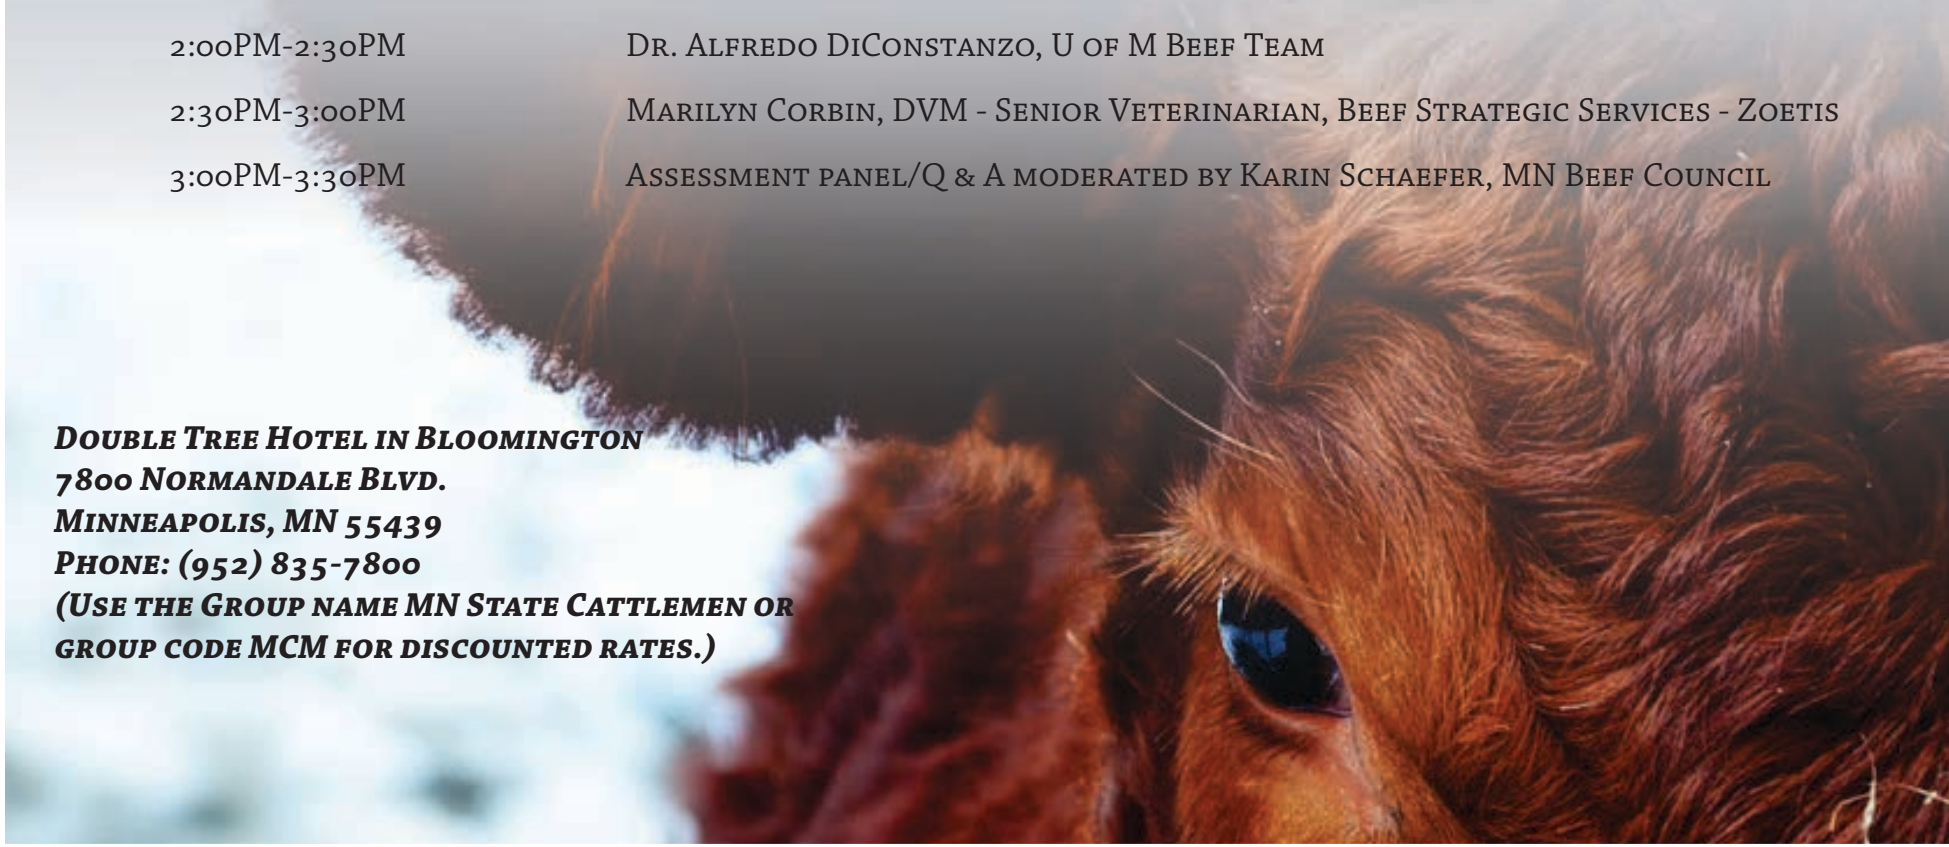 2:00PM-2:30PM Dr. Alfredo DiConstanzo, U of M Beef Team
2:30PM-3:00PM Marilyn Corbin, DVM - Senior Veterinarian, Beef Strategic Services - Zoetis
3:00PM-3:30PM Assessment panel/Q & A moderated by Karin Schaefer, MN Beef Council
Double Tree Hotel in Bloomington
7800 Normandale Blvd.
Minneapolis, MN 55439
Phone: (952) 835-7800
(Use the Group name MN State Cattlemen or
group code MCM for discounted rates.)